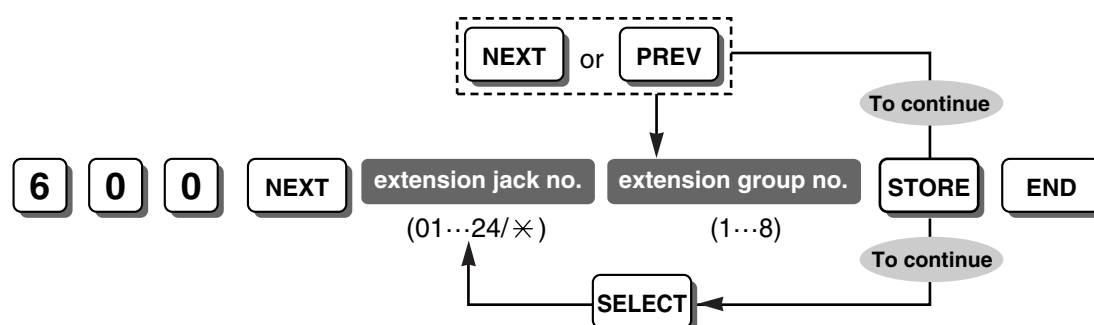 NEXT or PREV
To continue
6 0 0 NEXT extension jack no. extension group no. STORE END
(01···24/✳) (1···8)
To continue
SELECT